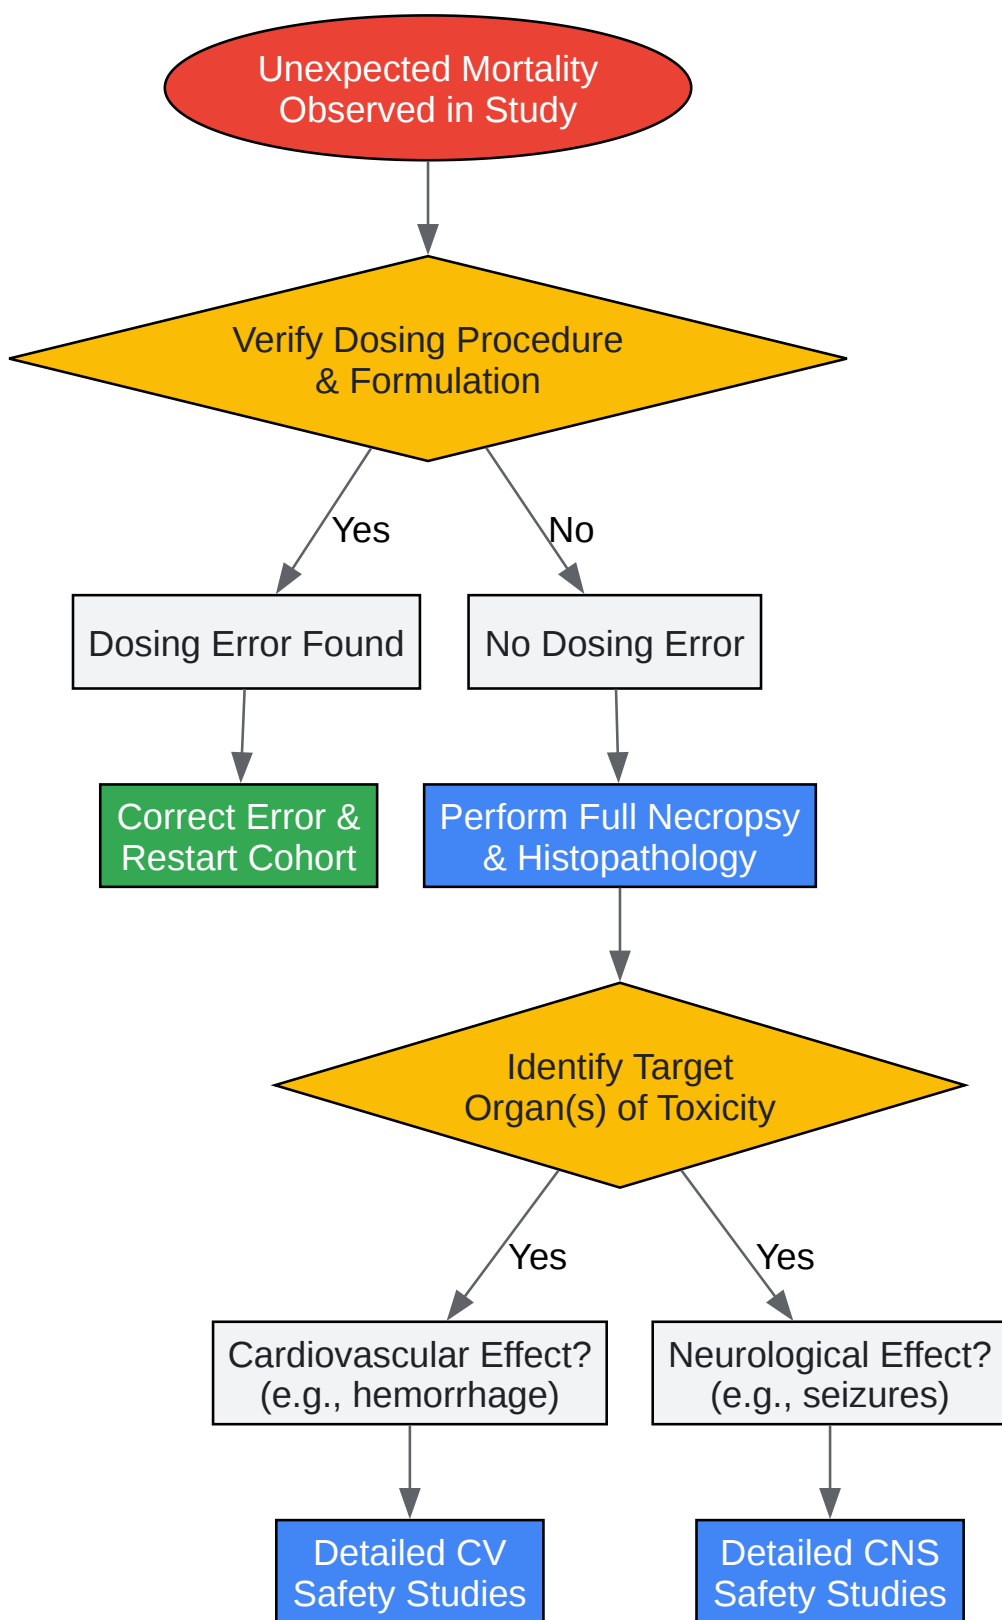 Unexpected Mortality
Observed in Study
Verify Dosing Procedure
& Formulation
Yes
No
Dosing Error Found
No Dosing Error
Correct Error &
Restart Cohort
Perform Full Necropsy
& Histopathology
Identify Target
Organ(s) of Toxicity
Yes
Yes
Cardiovascular Effect?
(e.g., hemorrhage)
Neurological Effect?
(e.g., seizures)
Detailed CV
Safety Studies
Detailed CNS
Safety Studies